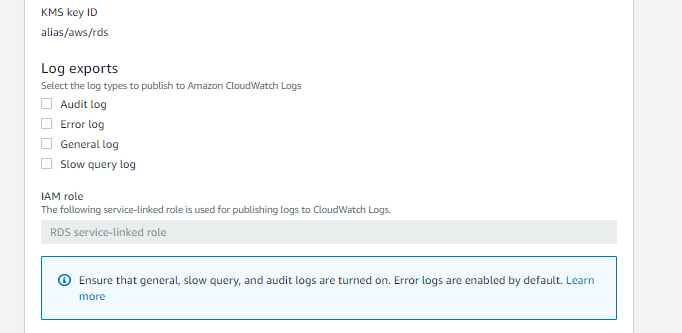 KMS key ID
alias/aws/rds
Log exports
Select the log types to publish to Amazon CloudWatch Logs
Audit log
Error log
General log
Slow query log
IAM role
The following service-linked role is used for publishing logs to CloudWatch Logs.
RDS service-linked role
Ensure that general, slow query, and audit logs are turned on. Error logs are enabled by default. Learn
more